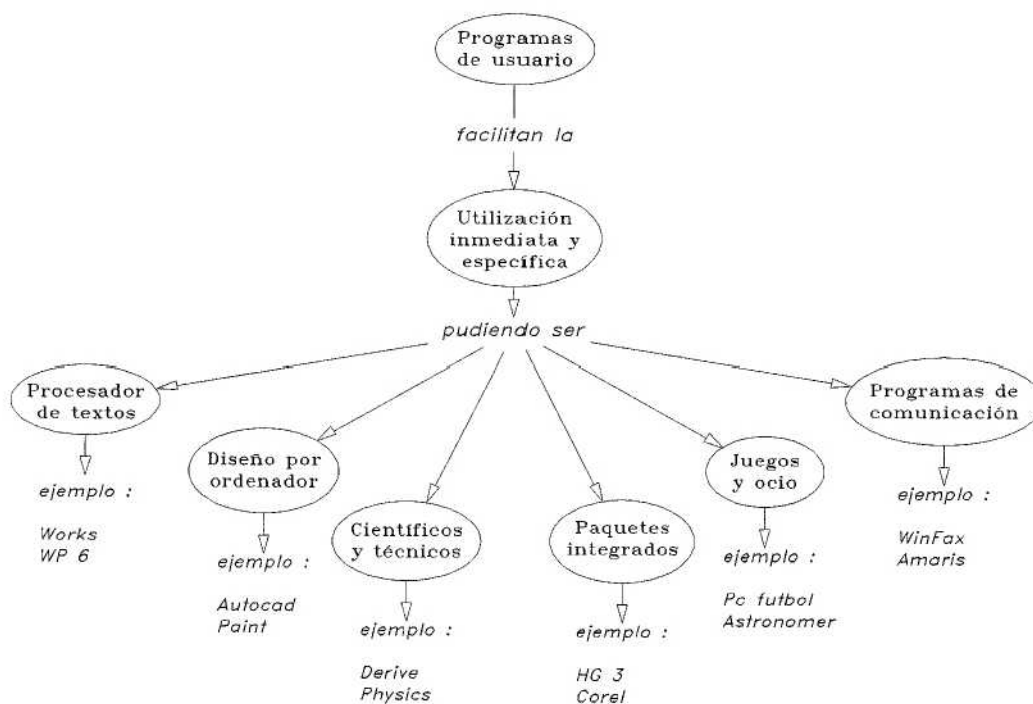 Programas
de usuario
facilitan la
Utilización
inmediata y
específica
pudiendo ser
Procesador
de textos
ejemplo :
Works
WP 6
Diseño por
ordenador
ejemplo :
Autocad
Paint
Científicos
y técnicos
ejemplo :
Derive
Physics
Paquetes
integrados
ejemplo :
HG 3
Corel
Juegos
y ocio
ejemplo :
Pc futbol
Astronomer
Programas de
comunicación
ejemplo :
WinFax
Amaris